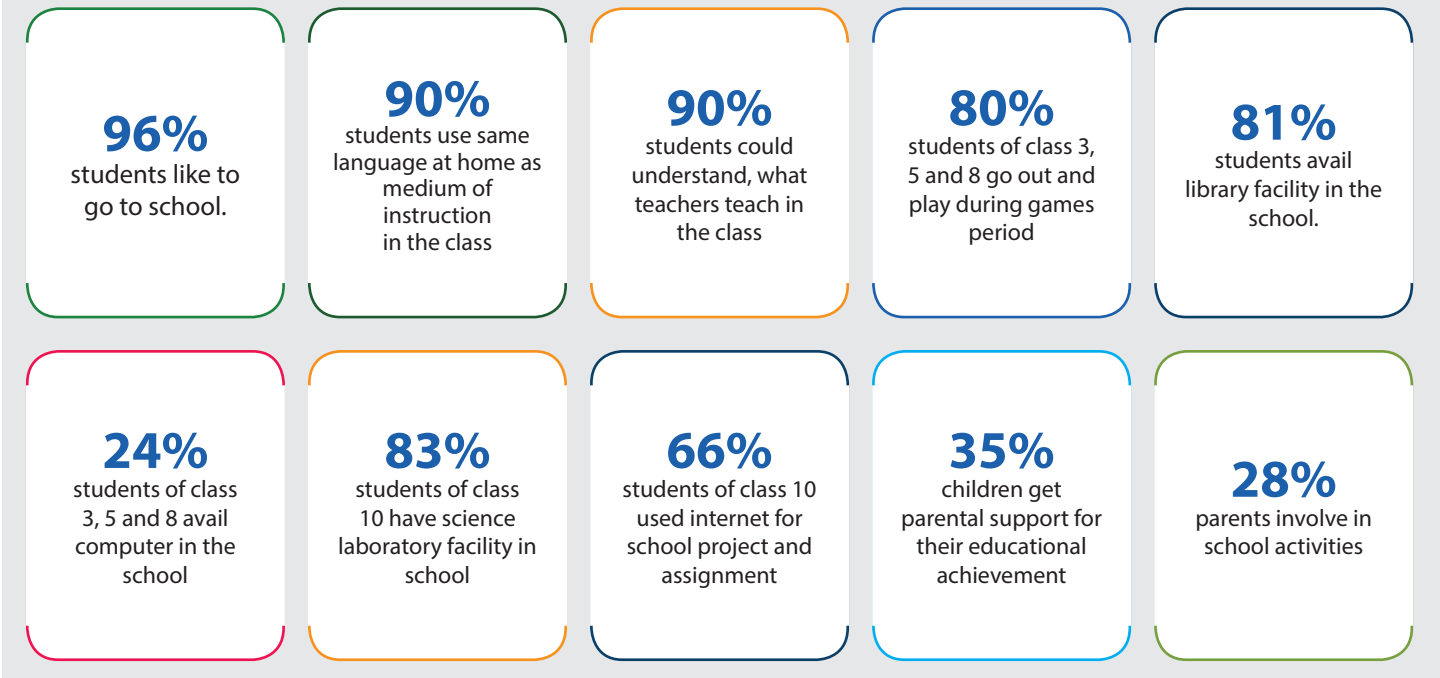 96%
students like to
go to school.
90%
students use same
language at home as
medium of
instruction
in the class
90%
students could
understand, what
teachers teach in
the class
80%
students of class 3,
5 and 8 go out and
play during games
period
81%
students avail
library facility in the
school.
24%
students of class
3, 5 and 8 avail
computer in the
school
83%
students of class
10 have science
laboratory facility in
school
66%
students of class 10
used internet for
school project and
assignment
35%
children get
parental support for
their educational
achievement
28%
parents involve in
school activities